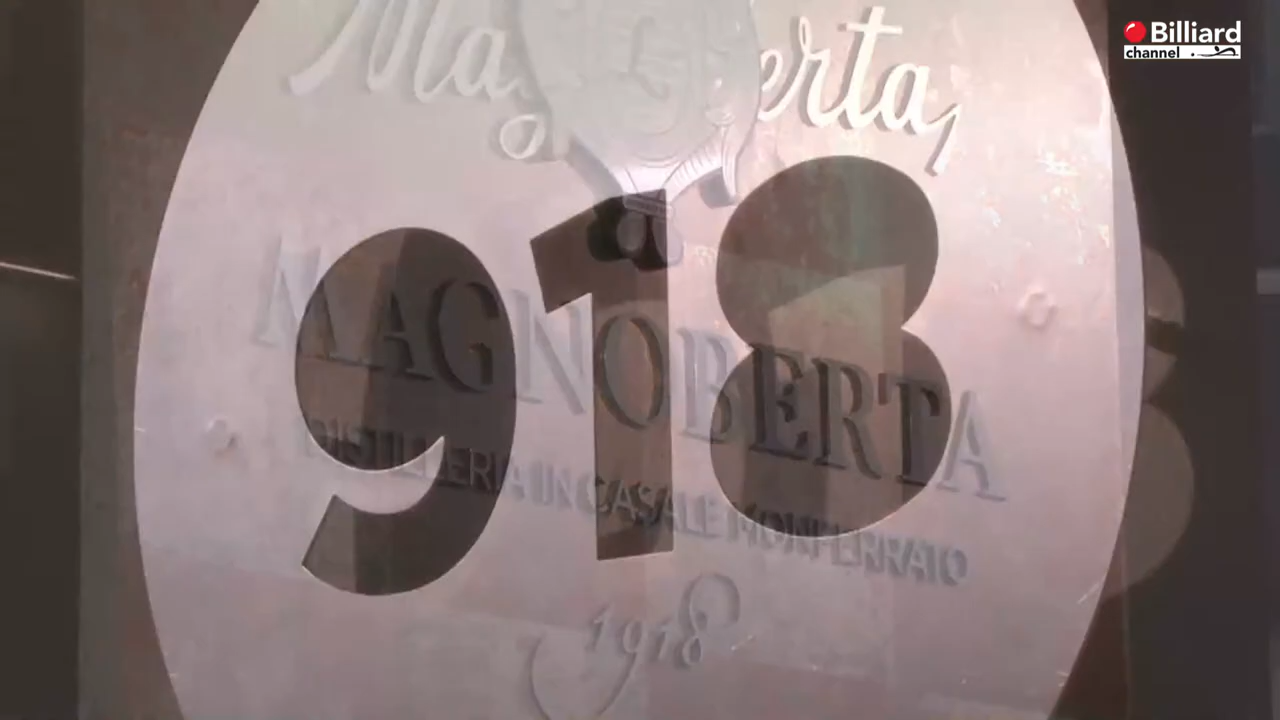 Billiard
channel
Magnoberta
918
MAGNOBERTA
DISTILLERIA IN CASALE MONFERRATO
1918